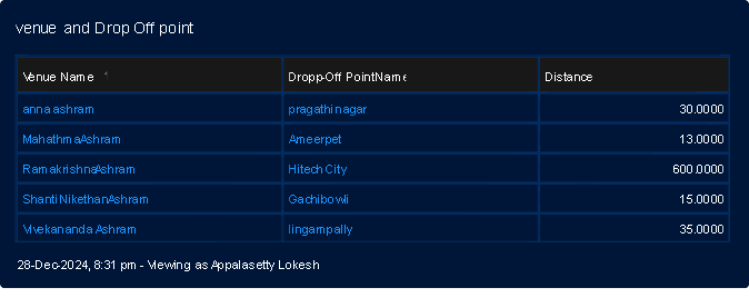 venue and Drop Off point
Venue Name ↑ Dropp-Off PointName Distance
anna ashram pragathi nagar 30.0000
MahathmaAshram Ameerpet 13.0000
RamakrishnaAshram Hitech City 600.0000
Shanti NikethanAshram Gachibowli 15.0000
Vivekananda Ashram lingampally 35.0000
28-Dec-2024, 8:31 pm - Viewing as Appalasetty Lokesh